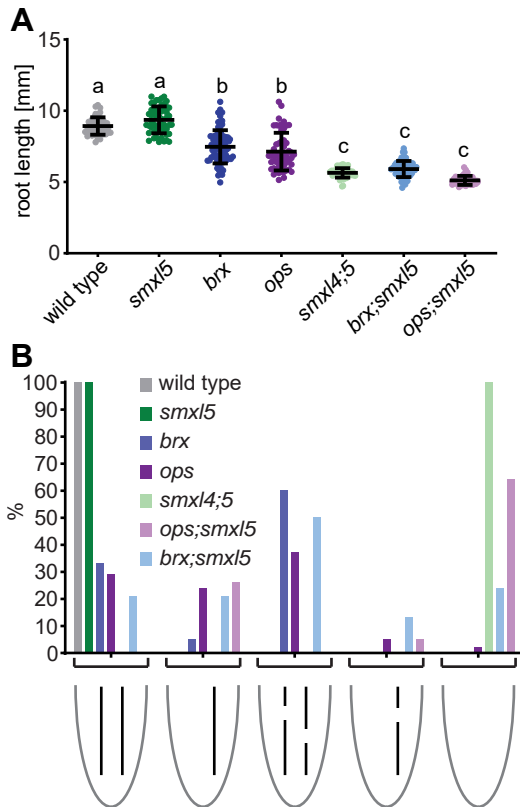 A
root length [mm]
15
10
5
0
a
a
b
b
c
c
c
wild type
smxl5
brx
ops
smxl4;5
brx;smxl5
ops;smxl5
B
%
100
90
80
70
60
50
40
30
20
10
0
wild type
smxl5
brx
ops
smxl4;5
ops;smxl5
brx;smxl5